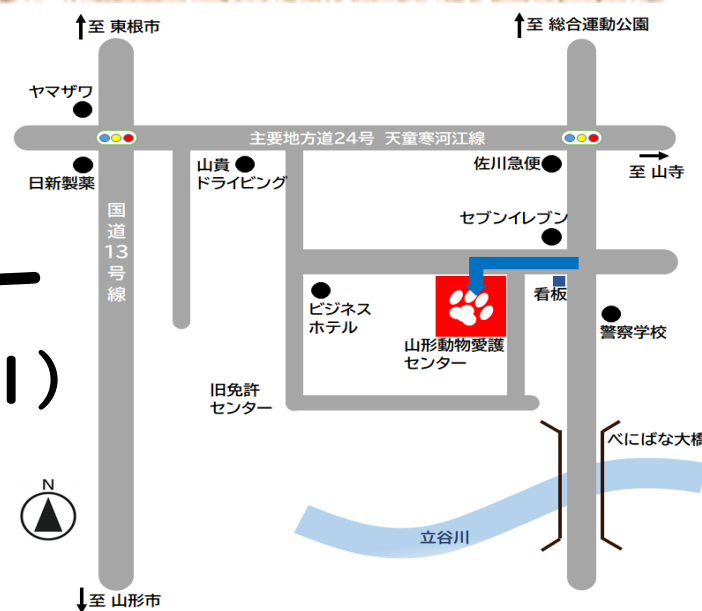 至 東根市
至 総合運動公園
ヤマザワ
主要地方道24号 天童寒河江線
日新製薬
山貴
ドライビング
佐川急便
至 山寺
国道13号線
セブンイレブン
ビジネス
ホテル
看板
山形動物愛護
センター
警察学校
旧免許
センター
べにばな大橋
N
立谷川
至 山形市